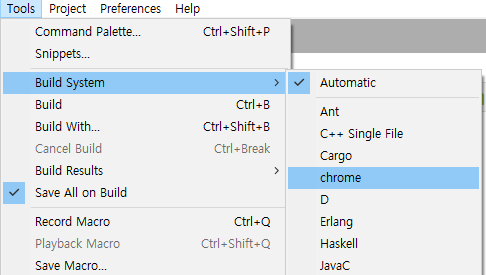 Tools Project Preferences Help
Command Palette... Ctrl+Shift+P
Snippets...
Build System
Build Ctrl+B
Build With... Ctrl+Shift+B
Cancel Build Ctrl+Break
Build Results
Save All on Build
Record Macro Ctrl+Q
Playback Macro Ctrl+Shift+Q
Save Macro...
Automatic
Ant
C++ Single File
Cargo
chrome
D
Erlang
Haskell
JavaC